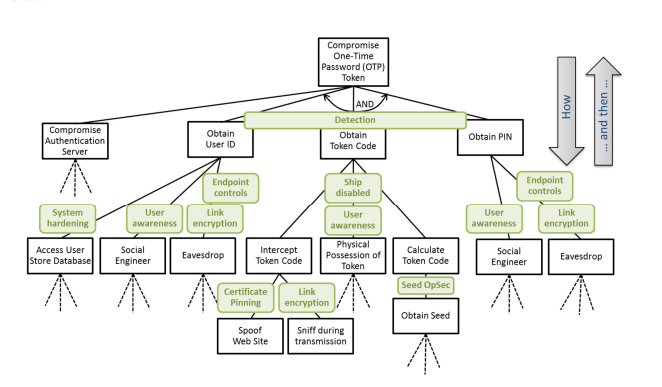 Compromise
One-Time
Password (OTP)
Token
AND
Detection
Compromise
Authentication
Server
Obtain
User ID
Obtain
Token Code
Obtain PIN
How
... and then ...
System
hardening
User
awareness
Endpoint
controls
Link
encryption
Ship
disabled
User
awareness
User
awareness
Endpoint
controls
Link
encryption
Access User
Store Database
Social
Engineer
Eavesdrop
Intercept
Token Code
Physical
Possession of
Token
Calculate
Token Code
Social
Engineer
Eavesdrop
Certificate
Pinning
Link
encryption
Seed OpSec
Spoof
Web Site
Sniff during
transmission
Obtain Seed